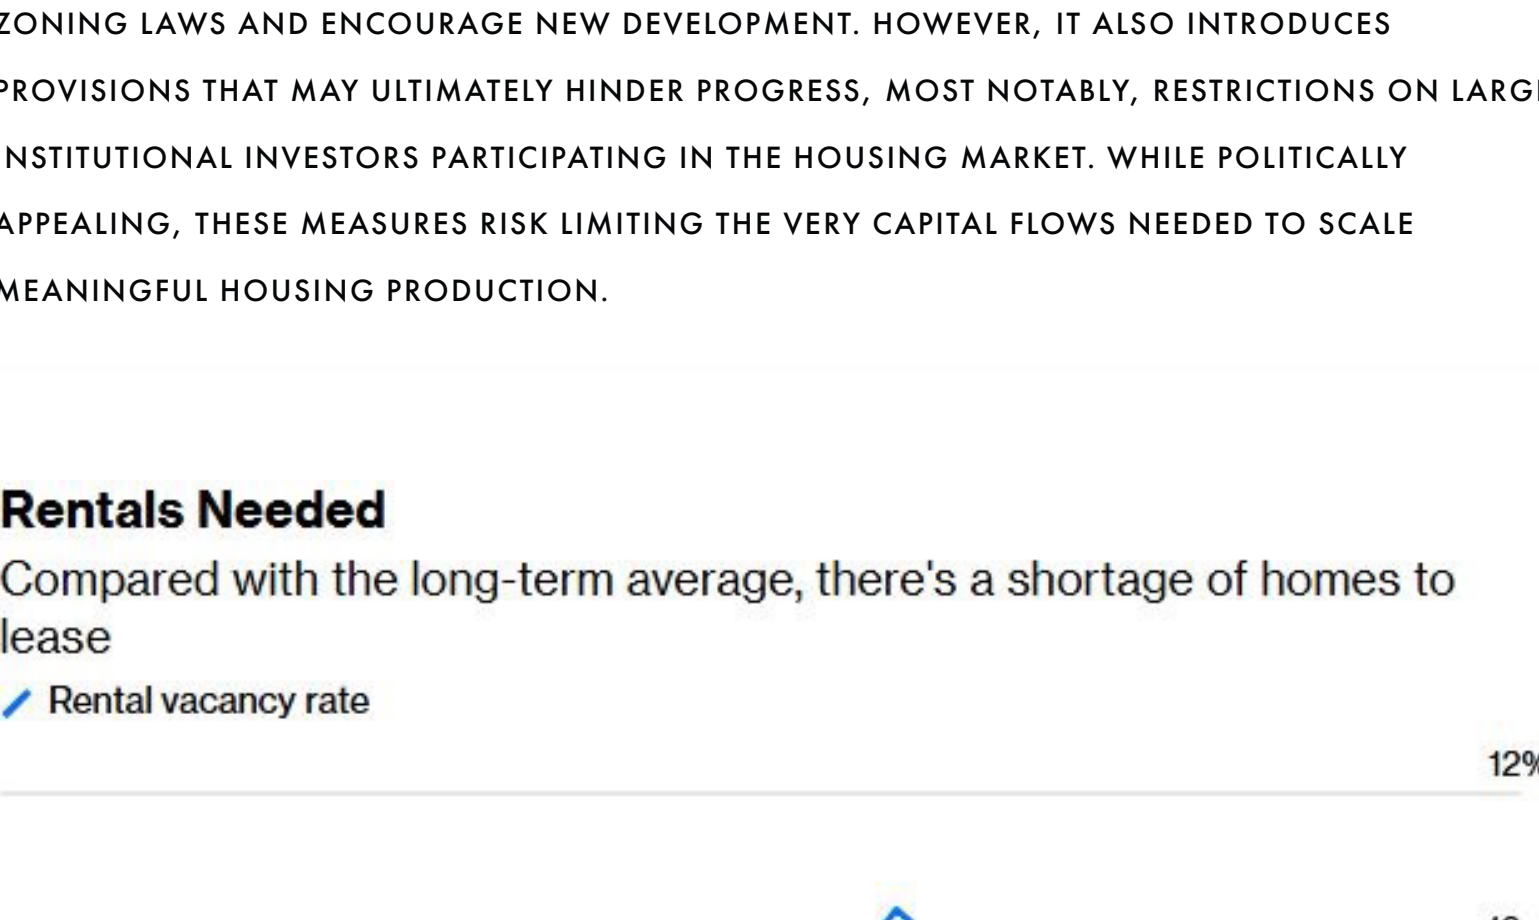 ZONING LAWS AND ENCOURAGE NEW DEVELOPMENT. HOWEVER, IT ALSO INTRODUCES
PROVISIONS THAT MAY ULTIMATELY HINDER PROGRESS, MOST NOTABLY, RESTRICTIONS ON LARG
INSTITUTIONAL INVESTORS PARTICIPATING IN THE HOUSING MARKET. WHILE POLITICALLY
APPEALING, THESE MEASURES RISK LIMITING THE VERY CAPITAL FLOWS NEEDED TO SCALE
MEANINGFUL HOUSING PRODUCTION.
Rentals Needed
Compared with the long-term average, there's a shortage of homes to
lease
Rental vacancy rate
12%